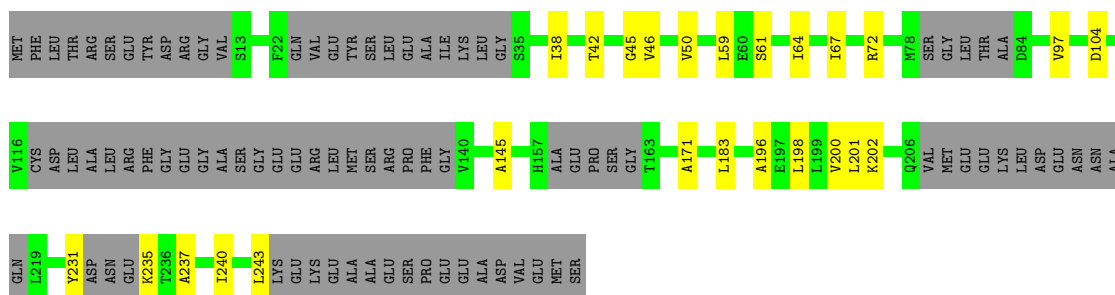 MET PHE LEU THR ARG SER GLU TYR ASP ARG GLY VAL S13 F22 GLN VAL GLU TYR SER LEU GLU ALA ILE LYS LEU GLY S35 I38 T42 G45 V46 V50 L59 E60 S61 I64 I67 R72 M78 SER GLY LEU THR ALA D84 V97 D104
V116 CYS ASP LEU LEU ALA LEU ARG PHE GLY GLU GLY ALA SER GLY GLU GLU ARG LEU MET SER ARG PRO PHE GLY V140 A145 H157 ALA GLU PRO SER GLY T163 A171 L183 A196 E197 L198 L199 V200 L201 K202 Q206 VAL MET GLU GLU LYS LEU ASP GLU ASN ASN ALA
GLN L219 Y231 ASP ASN GLU K235 T236 A237 I240 L243 LYS GLU LYS GLU ALA ALA GLU SER PRO GLU GLU ALA ASP VAL GLU MET SER